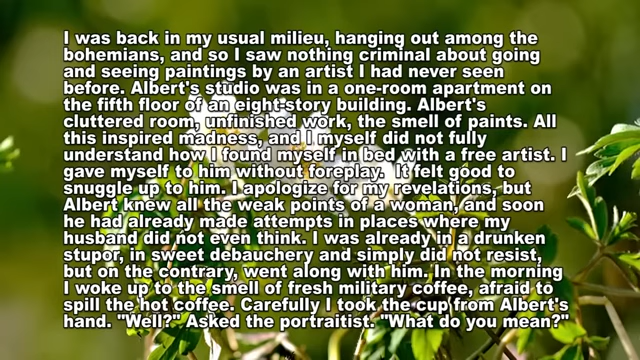 I was back in my usual milieu, hanging out among the
bohemians, and so I saw nothing criminal about going
and seeing paintings by an artist I had never seen
before. Albert's studio was in a one-room apartment on
the fifth floor of an eight-story building. Albert's
cluttered room, unfinished work, the smell of paints. All
this inspired madness, and I myself did not fully
understand how I found myself in bed with a free artist. I
gave myself to him without foreplay.  It felt good to
snuggle up to him. I apologize for my revelations, but
Albert knew all the weak points of a woman, and soon
he had already made attempts in places where my
husband did not even think. I was already in a drunken
stupor, in sweet debauchery and simply did not resist,
but on the contrary, went along with him. In the morning
I woke up to the smell of fresh military coffee, afraid to
spill the hot coffee. Carefully I took the cup from Albert's
hand. "Well?" Asked the portraitist. "What do you mean?"